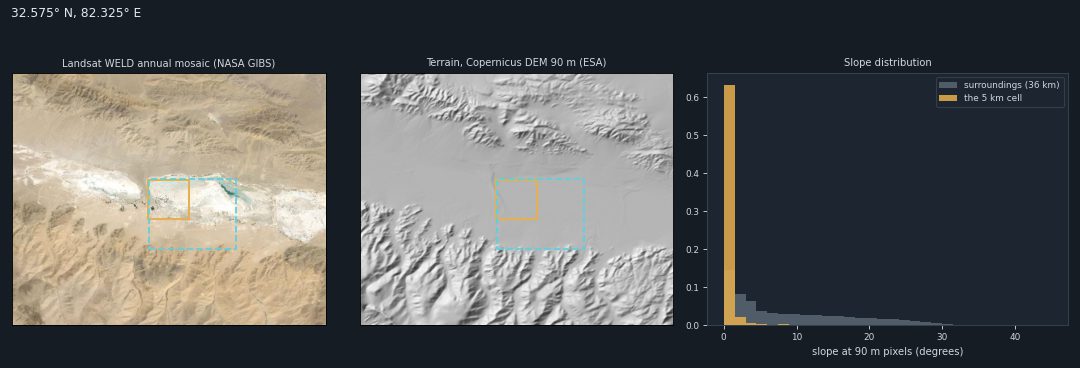 32.575° N, 82.325° E
Landsat WELD annual mosaic (NASA GIBS)
Terrain, Copernicus DEM 90 m (ESA)
Slope distribution
surroundings (36 km)
the 5 km cell
0.6
0.5
0.4
0.3
0.2
0.1
0.0
0 10 20 30 40
slope at 90 m pixels (degrees)